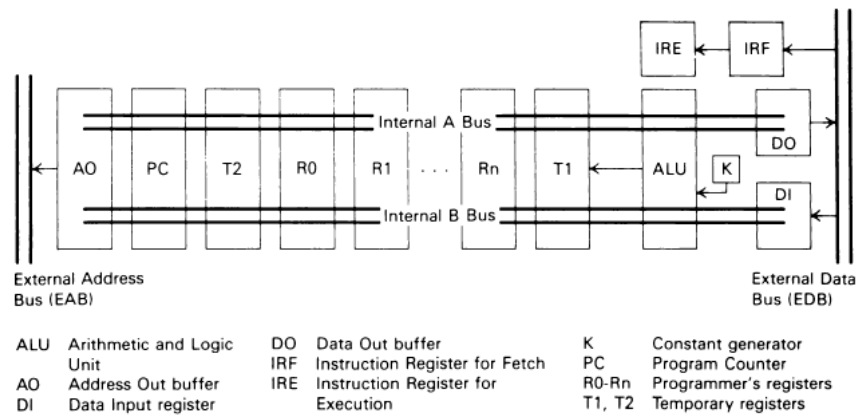 IRE
IRF
Internal A Bus
AO
PC
T2
R0
R1
. . .
Rn
T1
ALU
K
DO
DI
Internal B Bus
External Address
Bus (EAB)
External Data
Bus (EDB)
ALU Arithmetic and Logic
Unit
AO Address Out buffer
DI Data Input register
DO Data Out buffer
IRF Instruction Register for Fetch
IRE Instruction Register for
Execution
K Constant generator
PC Program Counter
R0-Rn Programmer's registers
T1, T2 Temporary registers